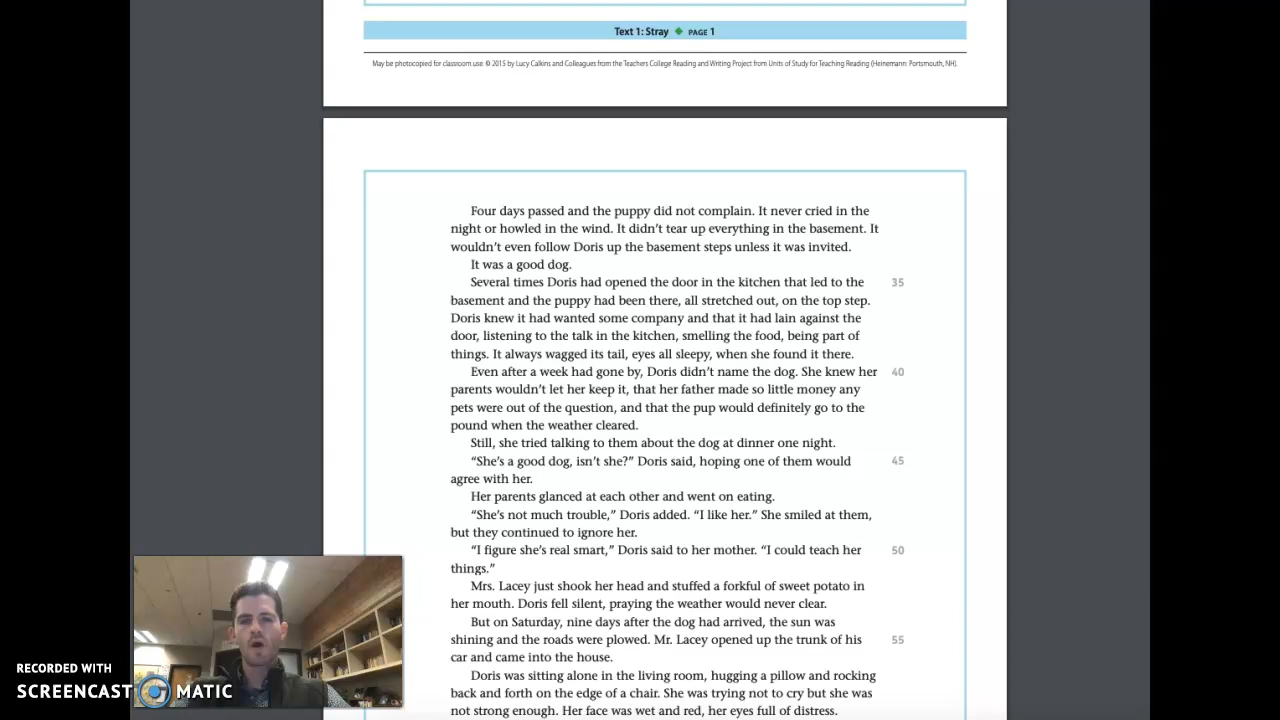 Text 1: Stray ◆ PAGE 1
May be photocopied for classroom use. © 2015 by Lucy Calkins and Colleagues from the Teachers College Reading and Writing Project from Units of Study for Teaching Reading (Heinemann: Portsmouth, NH).
Four days passed and the puppy did not complain. It never cried in the
night or howled in the wind. It didn't tear up everything in the basement. It
wouldn't even follow Doris up the basement steps unless it was invited.
It was a good dog.
Several times Doris had opened the door in the kitchen that led to the 35
basement and the puppy had been there, all stretched out, on the top step.
Doris knew it had wanted some company and that it had lain against the
door, listening to the talk in the kitchen, smelling the food, being part of
things. It always wagged its tail, eyes all sleepy, when she found it there.
Even after a week had gone by, Doris didn't name the dog. She knew her 40
parents wouldn't let her keep it, that her father made so little money any
pets were out of the question, and that the pup would definitely go to the
pound when the weather cleared.
Still, she tried talking to them about the dog at dinner one night.
"She's a good dog, isn't she?" Doris said, hoping one of them would 45
agree with her.
Her parents glanced at each other and went on eating.
"She's not much trouble," Doris added. "I like her." She smiled at them,
but they continued to ignore her.
"I figure she's real smart," Doris said to her mother. "I could teach her 50
things."
Mrs. Lacey just shook her head and stuffed a forkful of sweet potato in
her mouth. Doris fell silent, praying the weather would never clear.
But on Saturday, nine days after the dog had arrived, the sun was
shining and the roads were plowed. Mr. Lacey opened up the trunk of his 55
car and came into the house.
Doris was sitting alone in the living room, hugging a pillow and rocking
back and forth on the edge of a chair. She was trying not to cry but she was
not strong enough. Her face was wet and red, her eyes full of distress.
RECORDED WITH
SCREENCAST MATIC